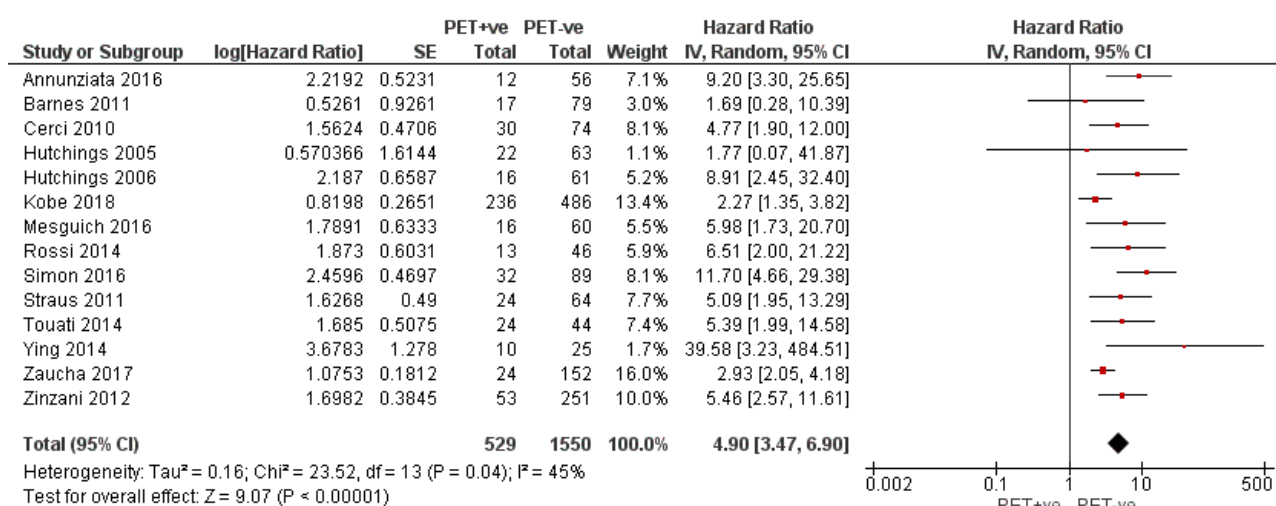 PET+ve PET-ve Hazard Ratio Hazard Ratio
Study or Subgroup log[Hazard Ratio] SE Total Total Weight IV, Random, 95% CI IV, Random, 95% CI
Annunziata 2016 2.2192 0.5231 12 56 7.1% 9.20 [3.30, 25.65]
Barnes 2011 0.5261 0.9261 17 79 3.0% 1.69 [0.28, 10.39]
Cerci 2010 1.5624 0.4706 30 74 8.1% 4.77 [1.90, 12.00]
Hutchings 2005 0.570366 1.6144 22 63 1.1% 1.77 [0.07, 41.87]
Hutchings 2006 2.187 0.6587 16 61 5.2% 8.91 [2.45, 32.40]
Kobe 2018 0.8198 0.2651 236 486 13.4% 2.27 [1.35, 3.82]
Mesguich 2016 1.7891 0.6333 16 60 5.5% 5.98 [1.73, 20.70]
Rossi 2014 1.873 0.6031 13 46 5.9% 6.51 [2.00, 21.22]
Simon 2016 2.4596 0.4697 32 89 8.1% 11.70 [4.66, 29.38]
Straus 2011 1.6268 0.49 24 64 7.7% 5.09 [1.95, 13.29]
Touati 2014 1.685 0.5075 24 44 7.4% 5.39 [1.99, 14.58]
Ying 2014 3.6783 1.278 10 25 1.7% 39.58 [3.23, 484.51]
Zaucha 2017 1.0753 0.1812 24 152 16.0% 2.93 [2.05, 4.18]
Zinzani 2012 1.6982 0.3845 53 251 10.0% 5.46 [2.57, 11.61]
Total (95% CI) 529 1550 100.0% 4.90 [3.47, 6.90]
Heterogeneity: Tau² = 0.16; Chi² = 23.52, df = 13 (P = 0.04); I² = 45%
Test for overall effect: Z = 9.07 (P < 0.00001)
0.002 0.1 1 10 500
PET+ve PET-ve